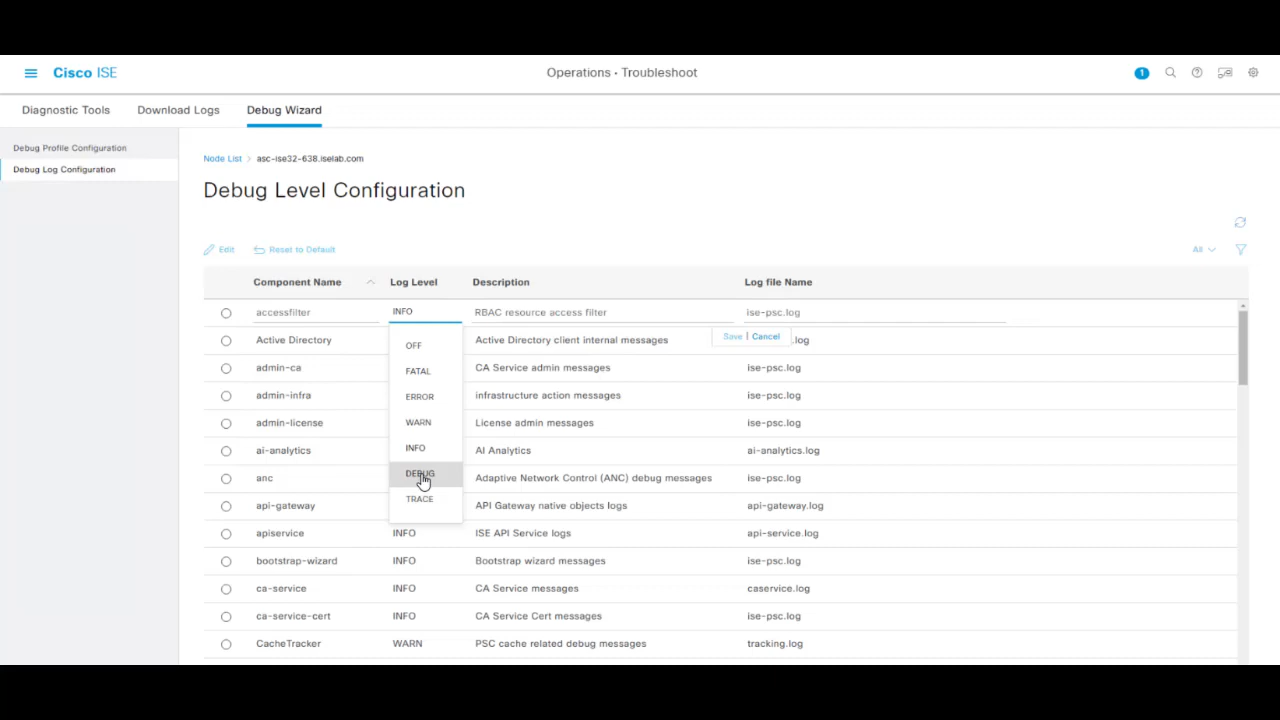 Cisco ISE
Operations · Troubleshoot
1
Diagnostic Tools
Download Logs
Debug Wizard
Debug Profile Configuration
Debug Log Configuration
Node List > asc-ise32-638.iselab.com
Debug Level Configuration
Edit
Reset to Default
All
Component Name Log Level Description Log file Name
accessfilter INFO RBAC resource access filter ise-psc.log
Save | Cancel
Active Directory Active Directory client internal messages .log
OFF
admin-ca CA Service admin messages ise-psc.log
FATAL
admin-infra infrastructure action messages ise-psc.log
ERROR
admin-license License admin messages ise-psc.log
WARN
ai-analytics AI Analytics ai-analytics.log
INFO
anc Adaptive Network Control (ANC) debug messages ise-psc.log
DEBUG
api-gateway API Gateway native objects logs api-gateway.log
TRACE
apiservice INFO ISE API Service logs api-service.log
bootstrap-wizard INFO Bootstrap wizard messages ise-psc.log
ca-service INFO CA Service messages caservice.log
ca-service-cert INFO CA Service Cert messages ise-psc.log
CacheTracker WARN PSC cache related debug messages tracking.log